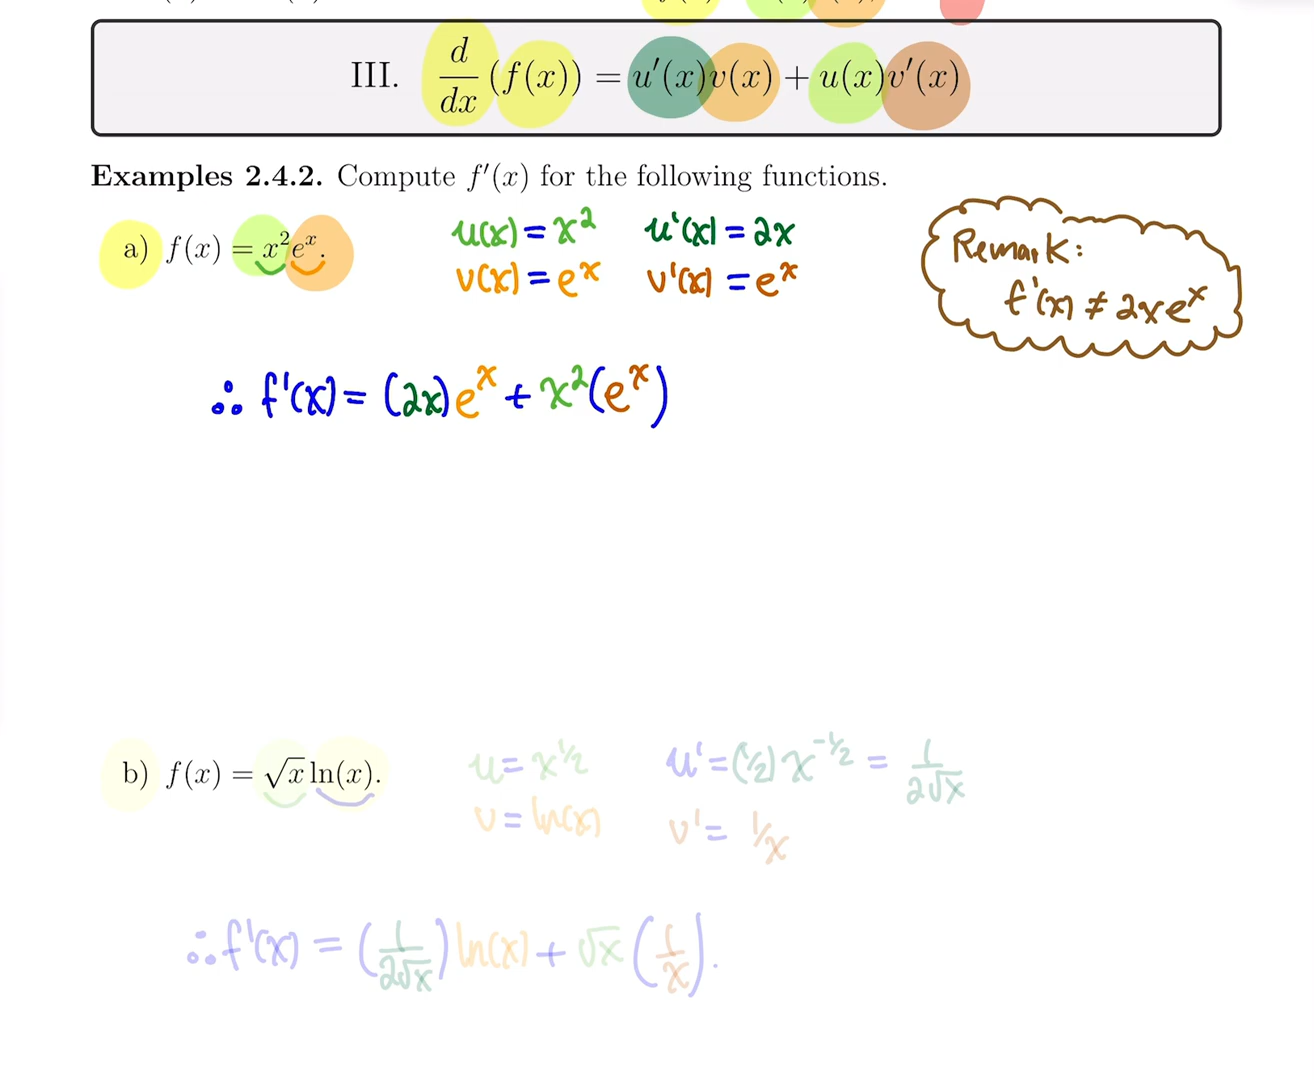 III. d/dx (f(x)) = u′(x)v(x) + u(x)v′(x)
Examples 2.4.2. Compute f′(x) for the following functions.
a) f(x) = x²eˣ.
u(x) = x² u'(x) = 2x
v(x) = eˣ v'(x) = eˣ
Remark:
f'(x) ≠ 2xeˣ
∴ f'(x) = (2x)eˣ + x²(eˣ)
b) f(x) = √x ln(x).
u = x^½ u' = (½)x^-½ = 1/2√x
v = ln(x) v' = 1/x
∴ f'(x) = (1/2√x) ln(x) + √x (1/x).